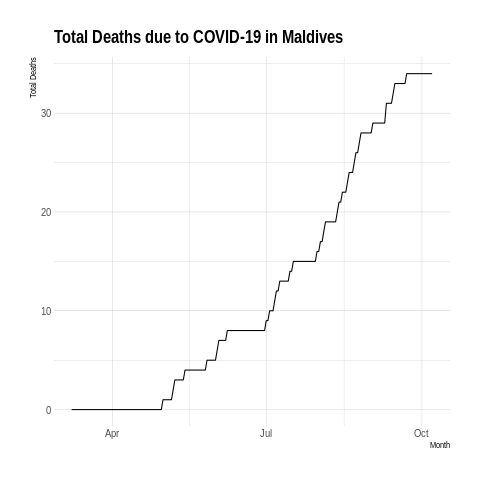 Total Deaths due to COVID-19 in Maldives
Total Deaths
30
20
10
0
Apr Jul Oct
Month